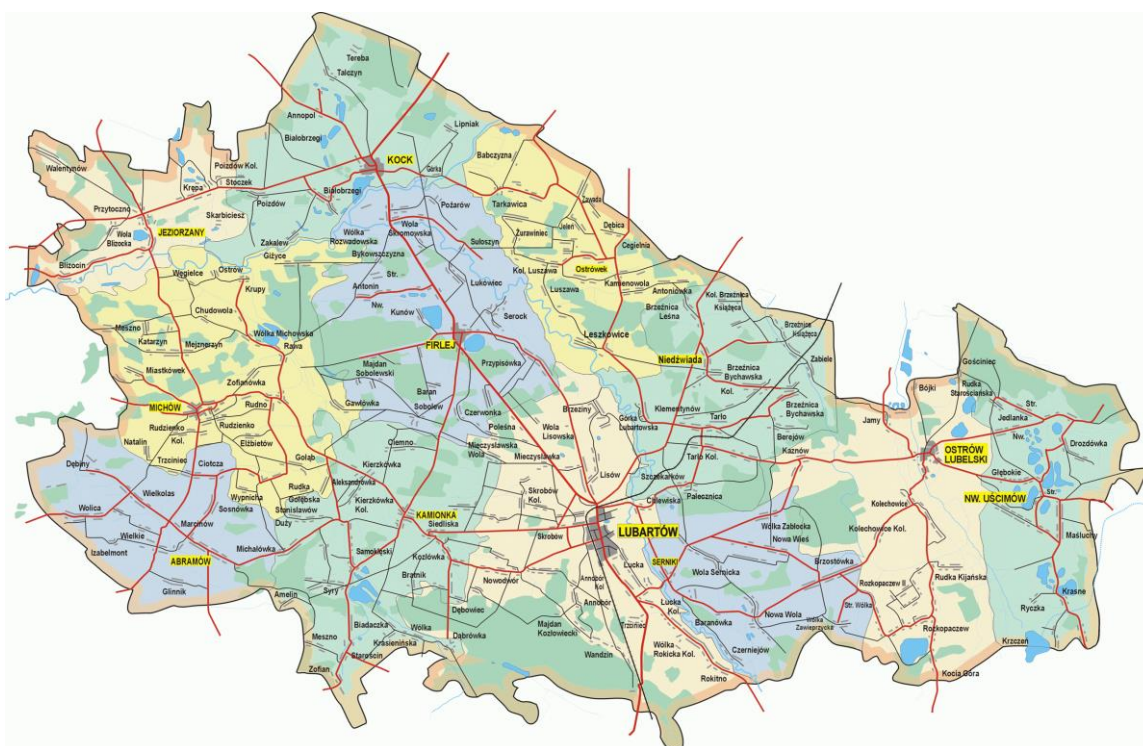 Tereba
Talczyn
Annopol
Lipniak
Białobrzegi
Babczyzna
KOCK
Górka
Walentynów
Poizdów Kol.
Krępa
Stoczek
Białobrzegi
Przytoczno
Skarbiciesz
Poizdów
Tarkawica
Zawada
Pożarów
Wola
Blizocka
JEZIORZANY
Wólka
Rozwadowska
Wola
Skromowska
Żurawiniec
Jeleń
Dębica
Zakalew
Sułoszyn
Cegielnia
Giżyce
Bykowszczyzna
Blizocin
Węgielce
Ostrów
Str.
Kol. Luszawa
Ostrówek
Krupy
Antonin
Łukówiec
Luszawa
Kamienowola
Antoniówka
Kol. Brzeźnica
Książęca
Chudowola
Nw.
Kunów
Serock
Brzeźnica
Leśna
Meszno
Wólka Michowska
Katarzyn
Mejznerzyn
Rawa
Leszkowice
Brzeźnica
Książęca
FIRLEJ
Niedźwiada
Zabiele
Gościniec
Miastkówek
Majdan
Sobolewski
Przypisówka
Brzeźnica
Bychawska
Kol.
Bójki
Rudka
Starościańska
Zofianówka
Baran
Sobolew
MICHÓW
Rudno
Gawłówka
Czerwonka
Brzeziny
Klementynów
Tarło
Brzeźnica
Bychawska
Jamy
Str.
Jedlanka
Rudzienko
Kol.
Rudzienko
Poleśna
Wola
Lisowska
Górka
Lubartowska
Nw.
Drozdówka
Natalin
Elżbietów
Ciemno
Mieczysławska
Wola
Mieczysławka
Berejów
Kaznów
OSTRÓW
LUBELSKI
Trzciniec
Gołąb
Kierzkówka
Tarło Kol.
Dębiny
Ciotcza
Lisów
Szczekarków
Głębokie
Wielkolas
Wypnicha
Rudka
Gołębska
Aleksandrówka
Skrobów
Kol.
Pałecznica
Kolechowice
NW. UŚCIMÓW
Str.
Wolica
Sosnówka
Stanisławów
Duży
Kierzkówka
Kol.
KAMIONKA
Siedliska
Marcinów
LUBARTÓW
Wólka Zabłocka
Nowa Wieś
Kolechowice Kol.
Wielkie
Michałówka
Samoklęski
Skrobów
Maśluchy
Izabelmont
ABRAMÓW
Kozłówka
SERNIKI
Wola Sernicka
Brzostówka
Bratnik
Nowodwór
Łucka
Rozkopaczew II
Rudka Kijańska
Krasne
Glinnik
Amelin
Syry
Annobór
Kol
Dębowiec
Annobór
Łucka
Kol.
Nowa Wola
Str. Wólka
Ryczka
Meszno
Biadaczka
Wólka
Krasienińska
Majdan
Kozłowiecki
Trzciniec
Baranówka
Wólka
Zawieprzycka
Rozkopaczew
Krzczeń
Dąbrówka
Starościn
Zofian
Wandzin
Wólka
Rokicka Kol.
Czerniejów
Rokitno
Kocia Góra